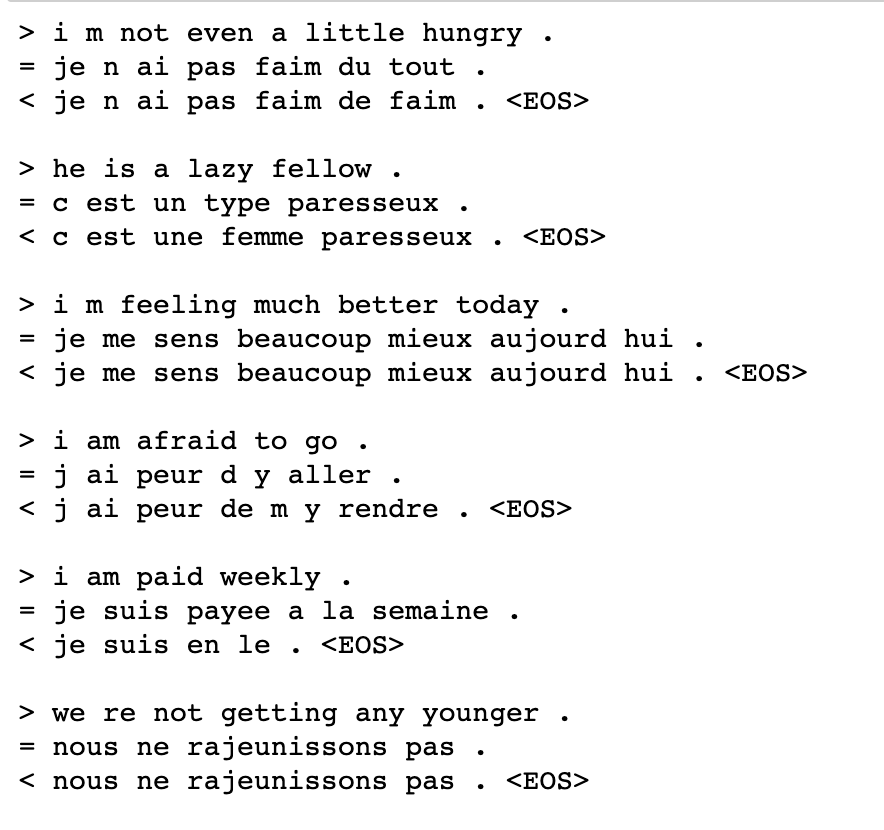 > i m not even a little hungry .
= je n ai pas faim du tout .
< je n ai pas faim de faim . <EOS>
> he is a lazy fellow .
= c est un type paresseux .
< c est une femme paresseux . <EOS>
> i m feeling much better today .
= je me sens beaucoup mieux aujourd hui .
< je me sens beaucoup mieux aujourd hui . <EOS>
> i am afraid to go .
= j ai peur d y aller .
< j ai peur de m y rendre . <EOS>
> i am paid weekly .
= je suis payee a la semaine .
< je suis en le . <EOS>
> we re not getting any younger .
= nous ne rajeunissons pas .
< nous ne rajeunissons pas . <EOS>